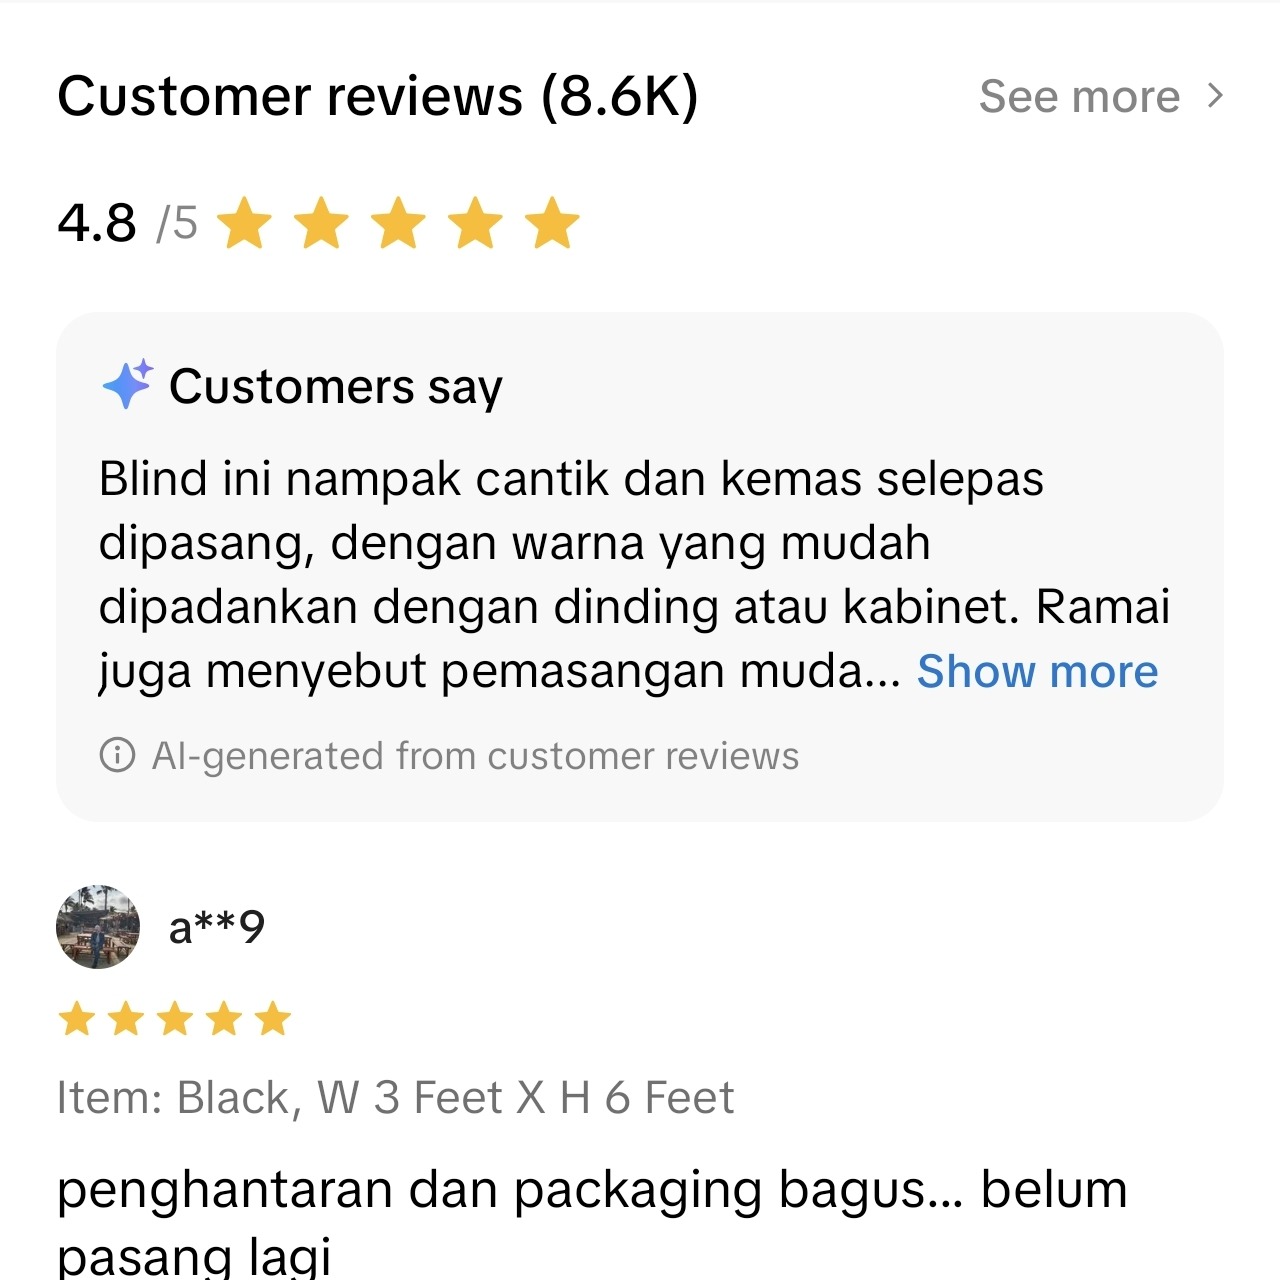 Customer reviews (8.6K)
See more
4.8 /5
Customers say
Blind ini nampak cantik dan kemas selepas
dipasang, dengan warna yang mudah
dipadankan dengan dinding atau kabinet. Ramai
juga menyebut pemasangan muda... Show more
AI-generated from customer reviews
a**9
Item: Black, W 3 Feet X H 6 Feet
penghantaran dan packaging bagus... belum
pasang lagi